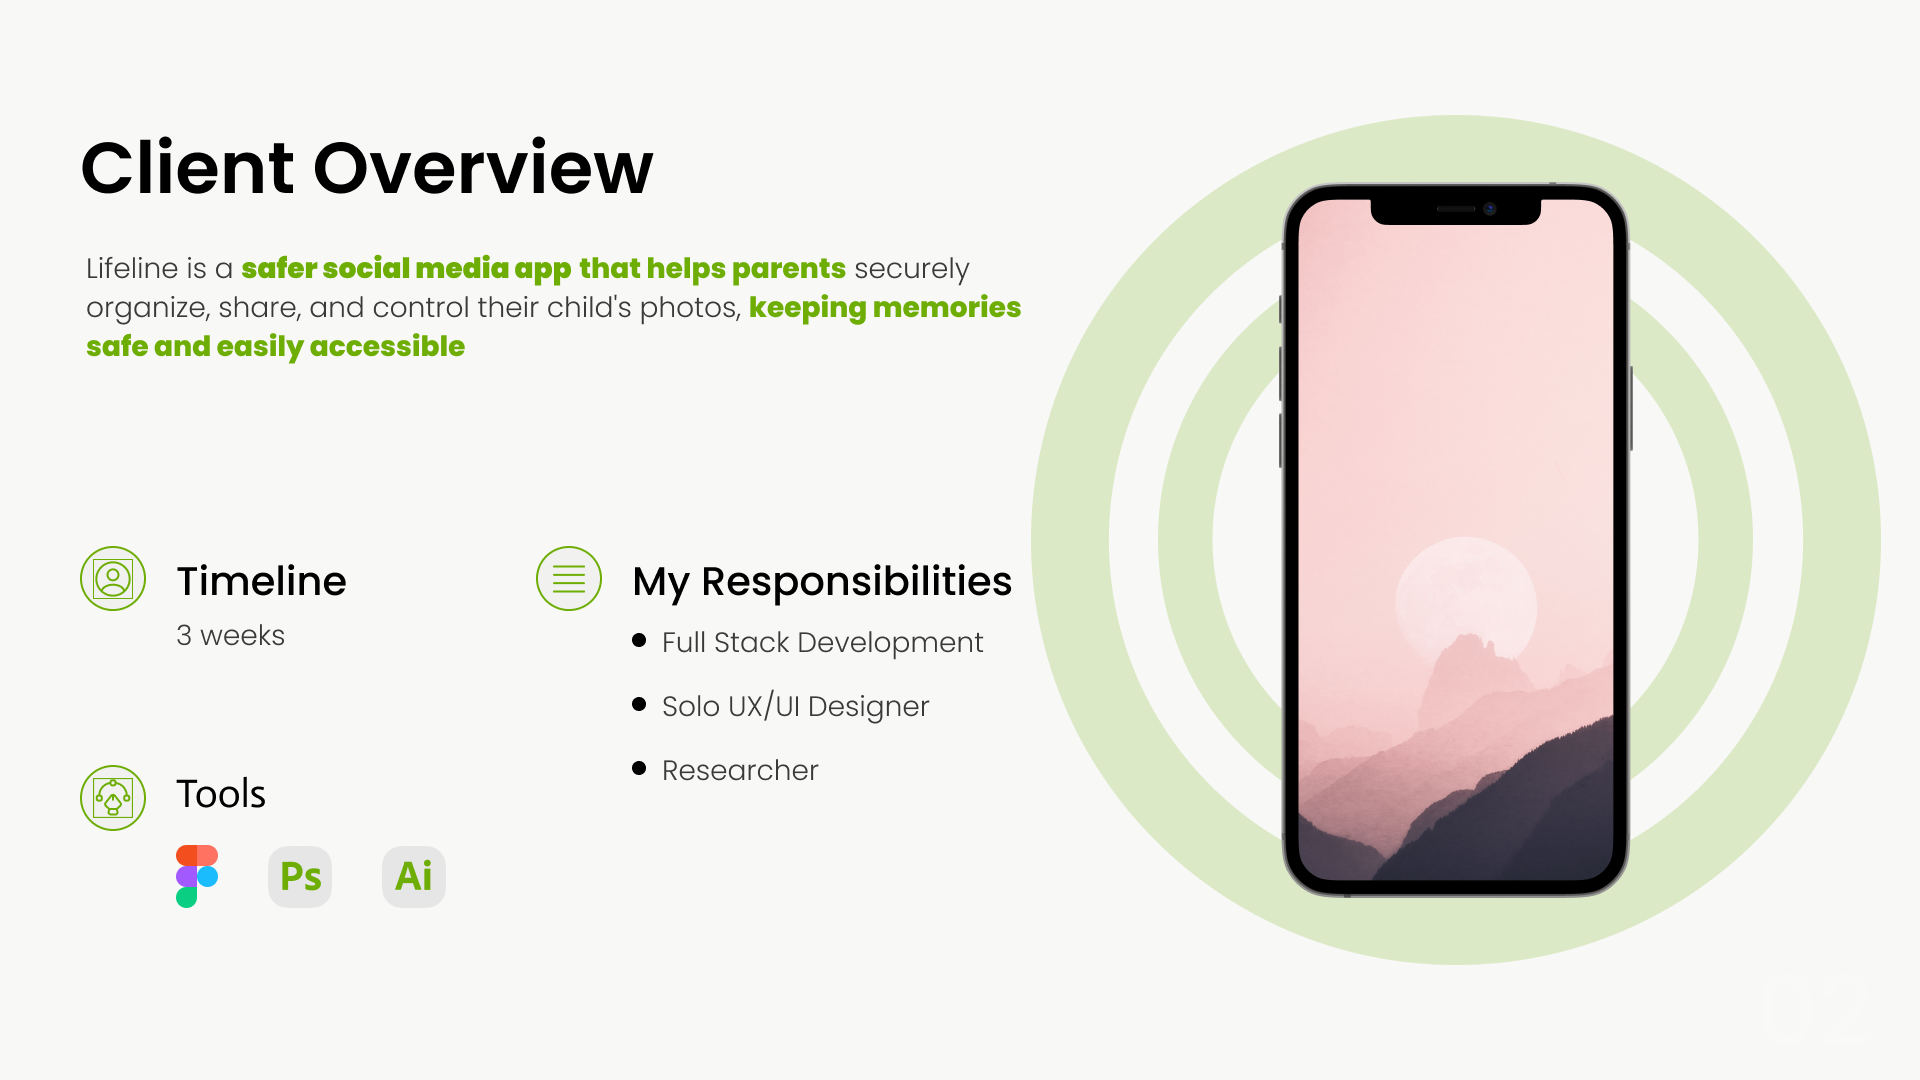 Client Overview
Lifeline is a safer social media app that helps parents securely
organize, share, and control their child's photos, keeping memories
safe and easily accessible
Timeline
3 weeks
My Responsibilities
Full Stack Development
Solo UX/UI Designer
Researcher
Tools
Ps Ai
02